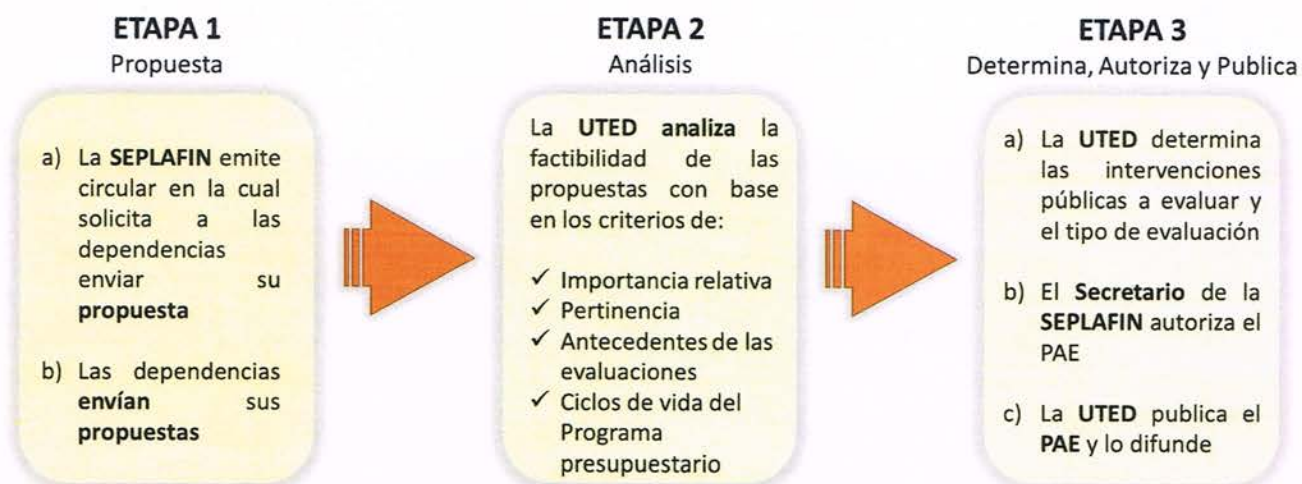 ETAPA 1
Propuesta
a) La SEPLAFIN emite
circular en la cual
solicita a las
dependencias
enviar su
propuesta
b) Las dependencias
envían sus
propuestas
ETAPA 2
Análisis
La UTED analiza la
factibilidad de las
propuestas con base
en los criterios de:
✓ Importancia relativa
✓ Pertinencia
✓ Antecedentes de las
evaluaciones
✓ Ciclos de vida del
Programa
presupuestario
ETAPA 3
Determina, Autoriza y Publica
a) La UTED determina
las intervenciones
públicas a evaluar y
el tipo de evaluación
b) El Secretario de la
SEPLAFIN autoriza el
PAE
c) La UTED publica el
PAE y lo difunde